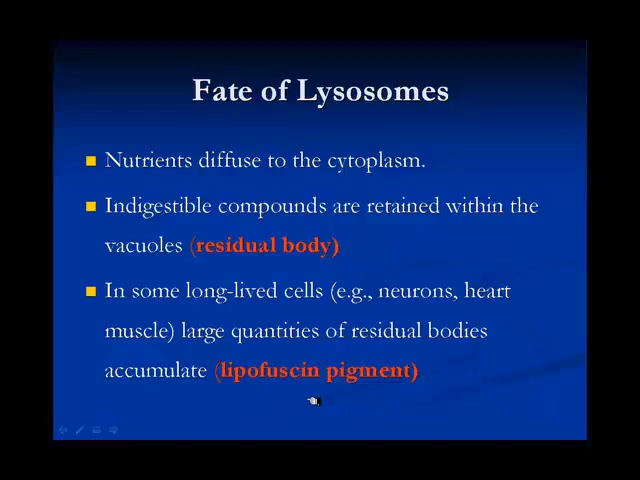 Fate of Lysosomes
Nutrients diffuse to the cytoplasm.
Indigestible compounds are retained within the
vacuoles (residual body)
In some long-lived cells (e.g., neurons, heart
muscle) large quantities of residual bodies
accumulate (lipofuscin pigment)